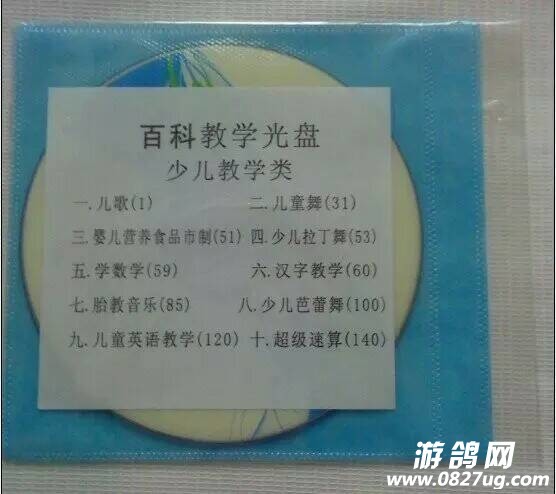 百科教学光盘
少儿教学类
一.儿歌(1) 二.儿童舞(31)
三.婴儿营养食品市制(51) 四.少儿拉丁舞(53)
五.学数学(59) 六.汉字教学(60)
七.胎教音乐(85) 八.少儿芭蕾舞(100)
九.儿童英语教学(120) 十.超级速算(140)
游鸽网
www.0827ug.com